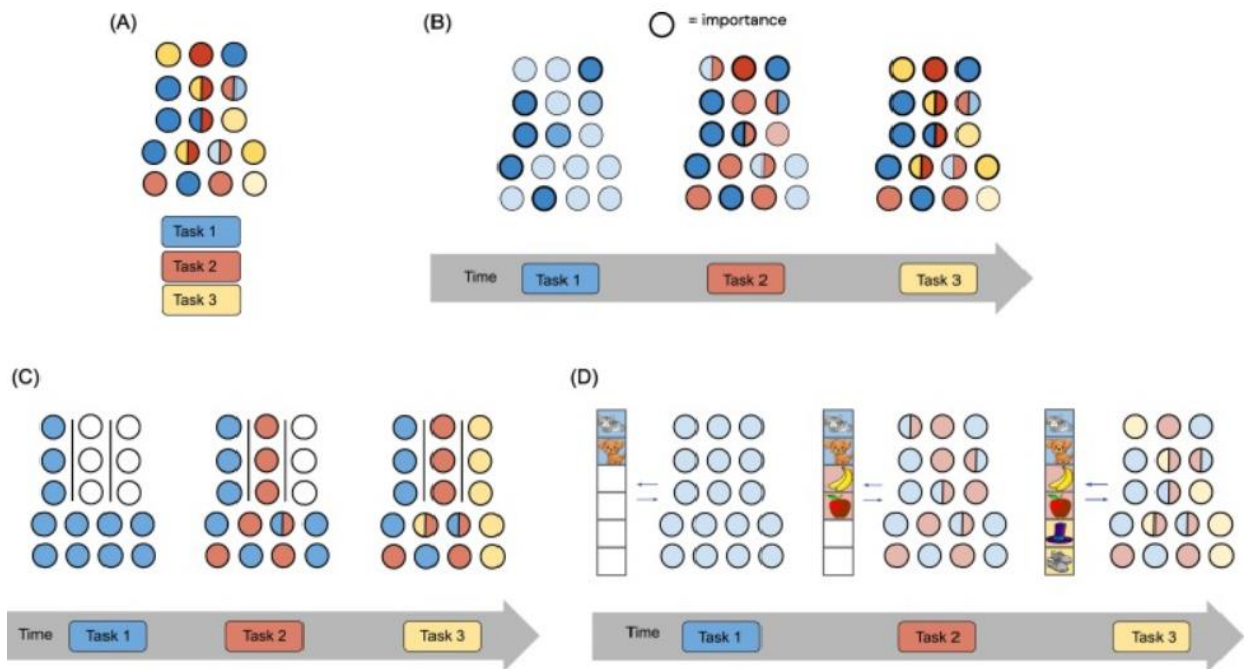 (A)
Task 1
Task 2
Task 3
(B)
= importance
Time Task 1 Task 2 Task 3
(C)
Time Task 1 Task 2 Task 3
(D)
Time Task 1 Task 2 Task 3